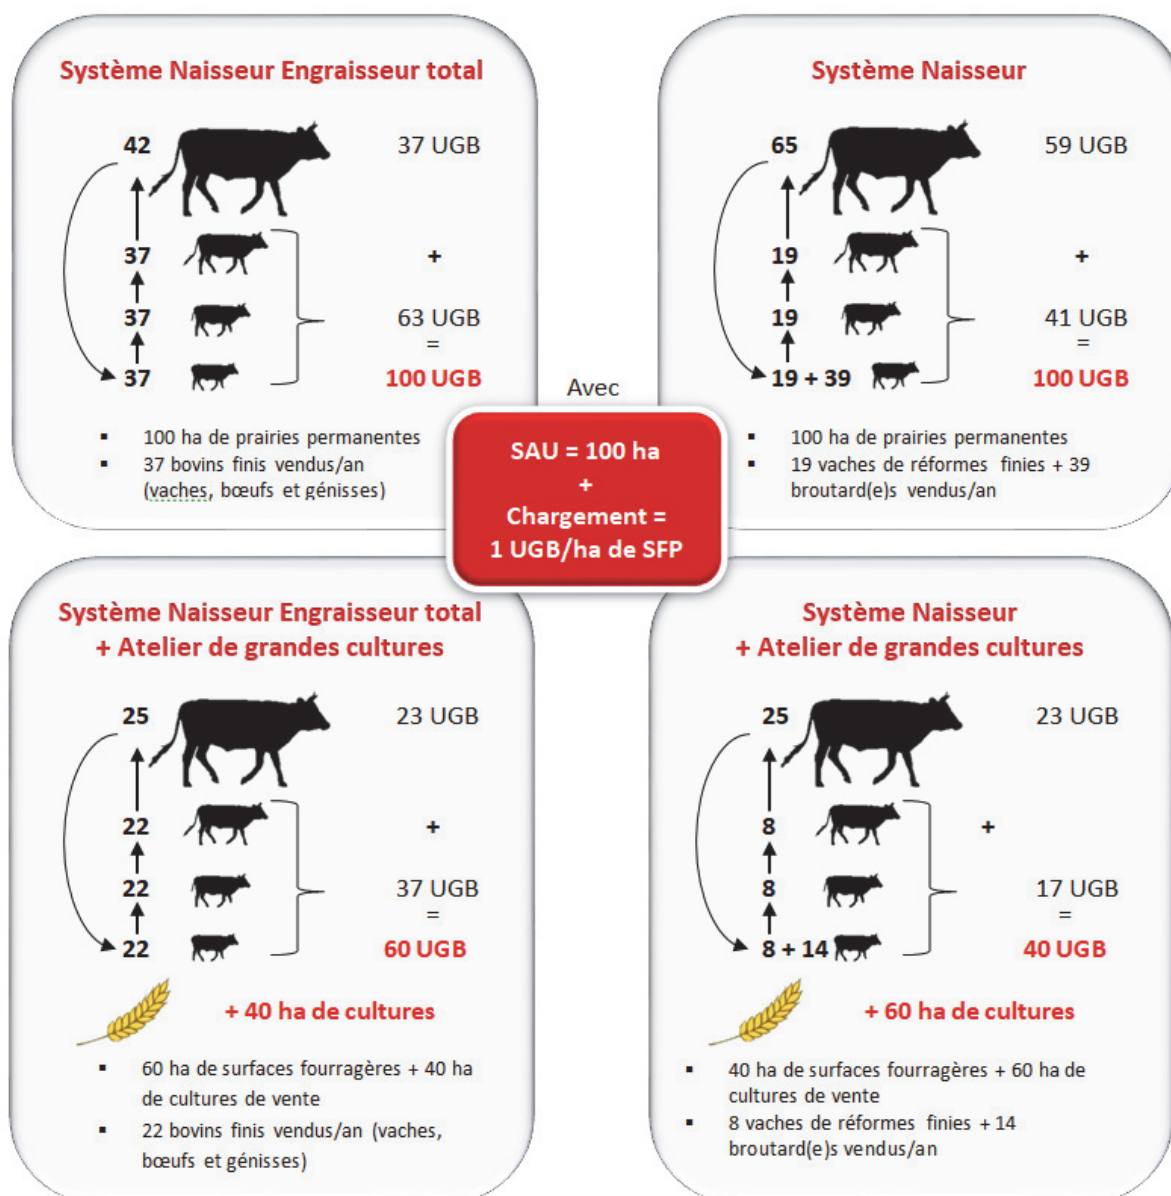 Système Naisseur Engraisseur total
42
37 UGB
37
+
37
63 UGB
=
37
100 UGB
▪ 100 ha de prairies permanentes
▪ 37 bovins finis vendus/an
(vaches, bœufs et génisses)
Système Naisseur
65
59 UGB
19
+
19
41 UGB
=
19 + 39
100 UGB
▪ 100 ha de prairies permanentes
▪ 19 vaches de réformes finies + 39
broutard(e)s vendus/an
Avec
SAU = 100 ha
+
Chargement =
1 UGB/ha de SFP
Système Naisseur Engraisseur total
+ Atelier de grandes cultures
25
23 UGB
22
+
22
37 UGB
=
22
60 UGB
+ 40 ha de cultures
▪ 60 ha de surfaces fourragères + 40 ha
de cultures de vente
▪ 22 bovins finis vendus/an (vaches,
bœufs et génisses)
Système Naisseur
+ Atelier de grandes cultures
25
23 UGB
8
+
8
17 UGB
=
8 + 14
40 UGB
+ 60 ha de cultures
▪ 40 ha de surfaces fourragères + 60 ha de
cultures de vente
▪ 8 vaches de réformes finies + 14
broutard(e)s vendus/an